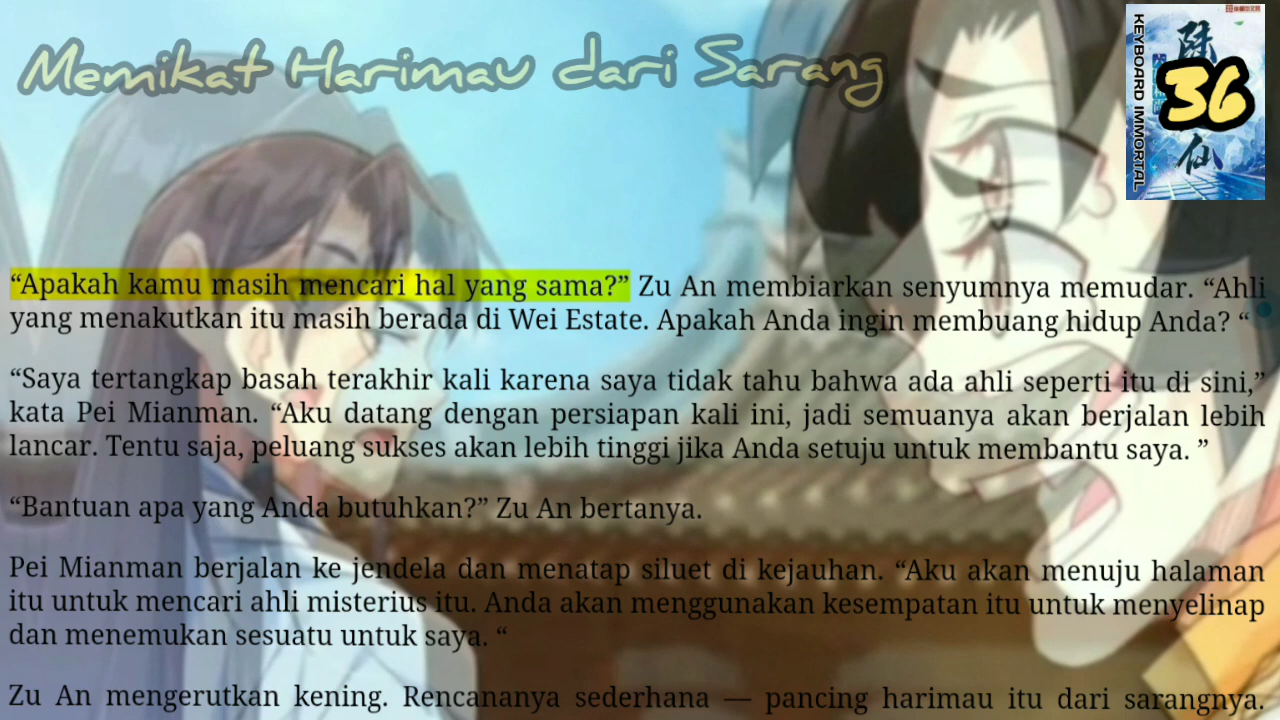 Memikat Harimau dari Sarang
KEYBOARD IMMORTAL
36
仙
“Apakah kamu masih mencari hal yang sama?” Zu An membiarkan senyumnya memudar. “Ahli
yang menakutkan itu masih berada di Wei Estate. Apakah Anda ingin membuang hidup Anda? “
“Saya tertangkap basah terakhir kali karena saya tidak tahu bahwa ada ahli seperti itu di sini,”
kata Pei Mianman. “Aku datang dengan persiapan kali ini, jadi semuanya akan berjalan lebih
lancar. Tentu saja, peluang sukses akan lebih tinggi jika Anda setuju untuk membantu saya. ”
“Bantuan apa yang Anda butuhkan?” Zu An bertanya.
Pei Mianman berjalan ke jendela dan menatap siluet di kejauhan. “Aku akan menuju halaman
itu untuk mencari ahli misterius itu. Anda akan menggunakan kesempatan itu untuk menyelinap
dan menemukan sesuatu untuk saya. “
Zu An mengerutkan kening. Rencananya sederhana — pancing harimau itu dari sarangnya.